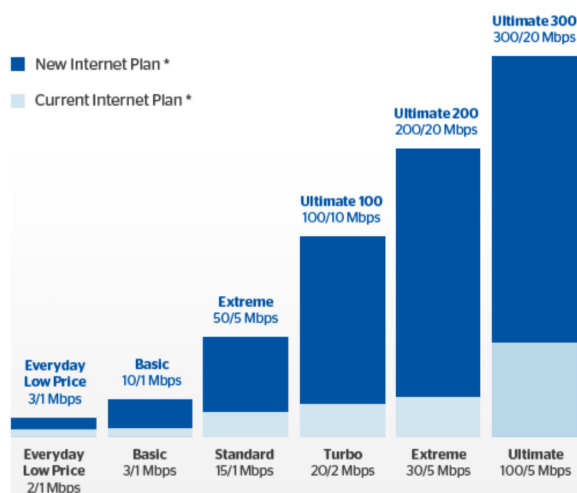 Ultimate 300
300/20 Mbps
New Internet Plan *
Current Internet Plan *
Ultimate 200
200/20 Mbps
Ultimate 100
100/10 Mbps
Extreme
50/5 Mbps
Everyday
Low Price
3/1 Mbps
Basic
10/1 Mbps
Everyday
Low Price
2/1 Mbps
Basic
3/1 Mbps
Standard
15/1 Mbps
Turbo
20/2 Mbps
Extreme
30/5 Mbps
Ultimate
100/5 Mbps